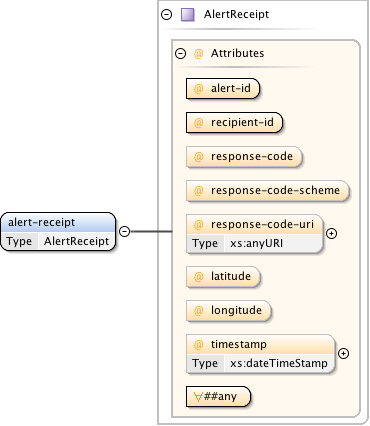 AlertReceipt
@ Attributes
@ alert-id
@ recipient-id
@ response-code
@ response-code-scheme
alert-receipt
Type AlertReceipt
@ response-code-uri
Type xs:anyURI
@ latitude
@ longitude
@ timestamp
Type xs:dateTimeStamp
∀##any